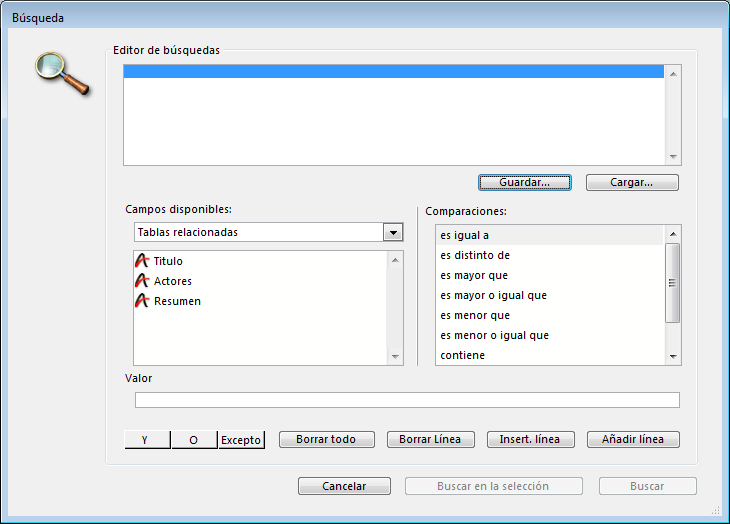 Búsqueda
Editor de búsquedas
Guardar...
Cargar...
Campos disponibles:
Tablas relacionadas
Titulo
Actores
Resumen
Comparaciones:
es igual a
es distinto de
es mayor que
es mayor o igual que
es menor que
es menor o igual que
contiene
Valor
Y O Excepto Borrar todo Borrar Línea Insert. línea Añadir línea
Cancelar Buscar en la selección Buscar